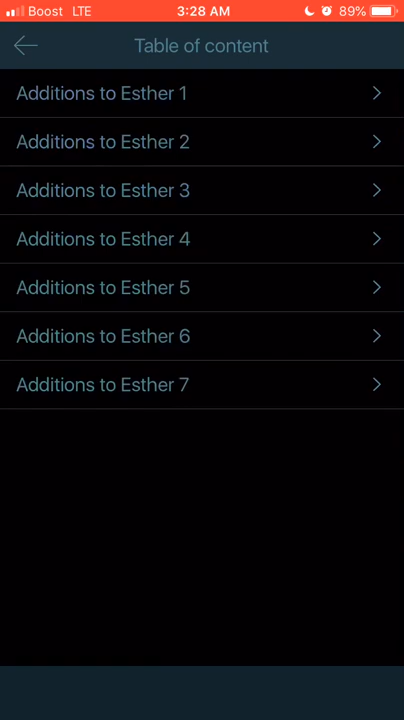 Boost LTE 3:28 AM 89%
Table of content
Additions to Esther 1
Additions to Esther 2
Additions to Esther 3
Additions to Esther 4
Additions to Esther 5
Additions to Esther 6
Additions to Esther 7